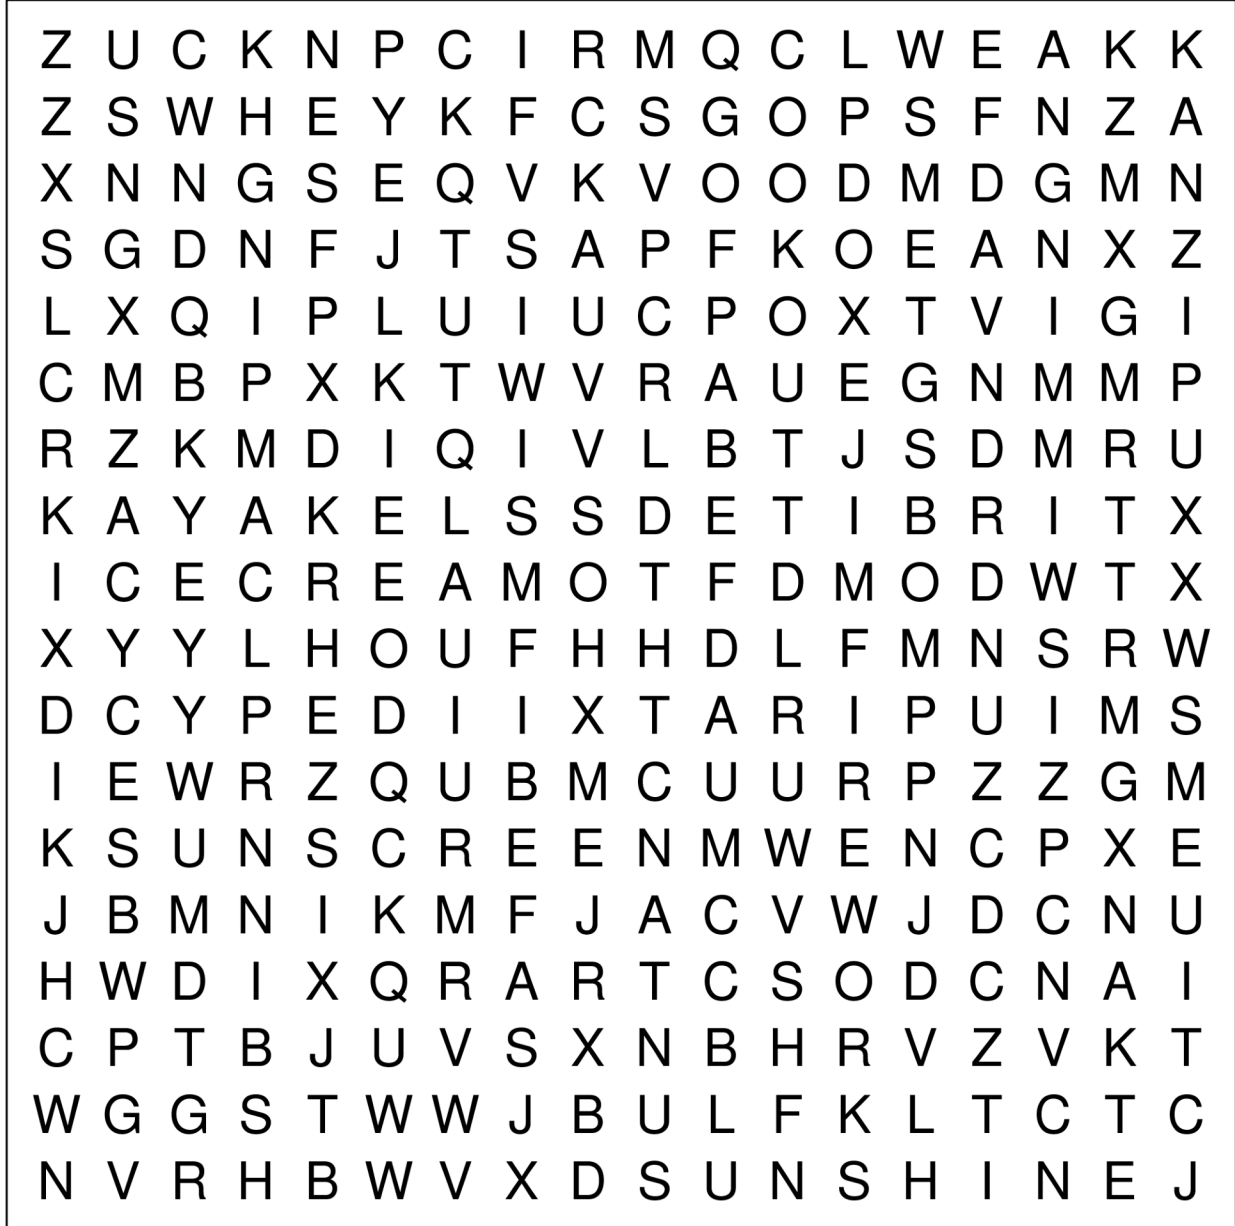 Z U C K N P C I R M Q C L W E A K K
Z S W H E Y K F C S G O P S F N Z A
X N N G S E Q V K V O O D M D G M N
S G D N F J T S A P F K O E A N X Z
L X Q I P L U I U C P O X T V I G I
C M B P X K T W V R A U E G N M M P
R Z K M D I Q I V L B T J S D M R U
K A Y A K E L S S D E T I B R I T X
I C E C R E A M O T F D M O D W T X
X Y Y L H O U F H H D L F M N S R W
D C Y P E D I I X T A R I P U I M S
I E W R Z Q U B M C U U R P Z Z G M
K S U N S C R E E N M W E N C P X E
J B M N I K M F J A C V W J D C N U
H W D I X Q R A R T C S O D C N A I
C P T B J U V S X N B H R V Z V K T
W G G S T W W J B U L F K L T C T C
N V R H B W V X D S U N S H I N E J